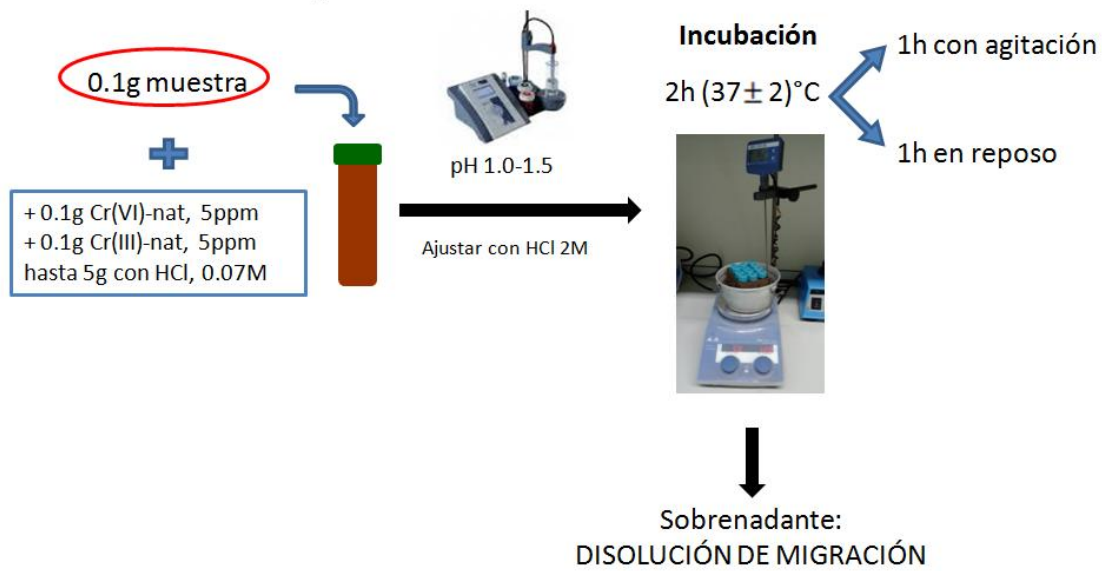 0.1g muestra
+ 0.1g Cr(VI)-nat, 5ppm
+ 0.1g Cr(III)-nat, 5ppm
hasta 5g con HCl, 0.07M
pH 1.0-1.5
Ajustar con HCl 2M
Incubación
2h (37± 2)°C
1h con agitación
1h en reposo
Sobrenadante:
DISOLUCIÓN DE MIGRACIÓN